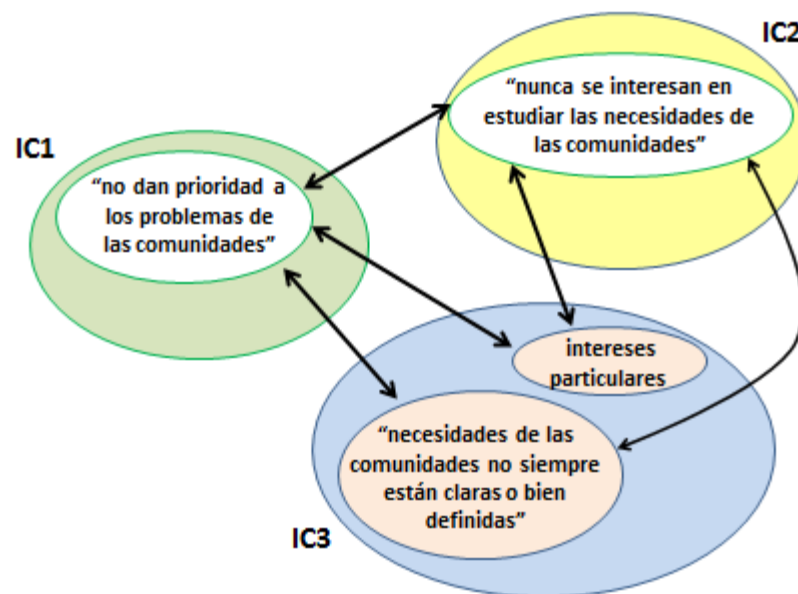 IC2
“nunca se interesan en
estudiar las necesidades de
las comunidades”
IC1
“no dan prioridad a
los problemas de
las comunidades”
intereses
particulares
“necesidades de las
comunidades no siempre
están claras o bien
definidas”
IC3